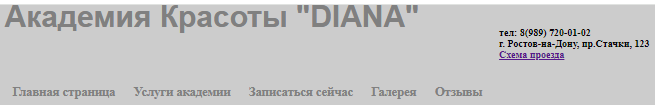 Академия Красоты "DIANA"
тел: 8(989) 720-01-02
г. Ростов-на-Дону, пр.Стачки, 123
Схема проезда
Главная страница Услуги академии Записаться сейчас Галерея Отзывы